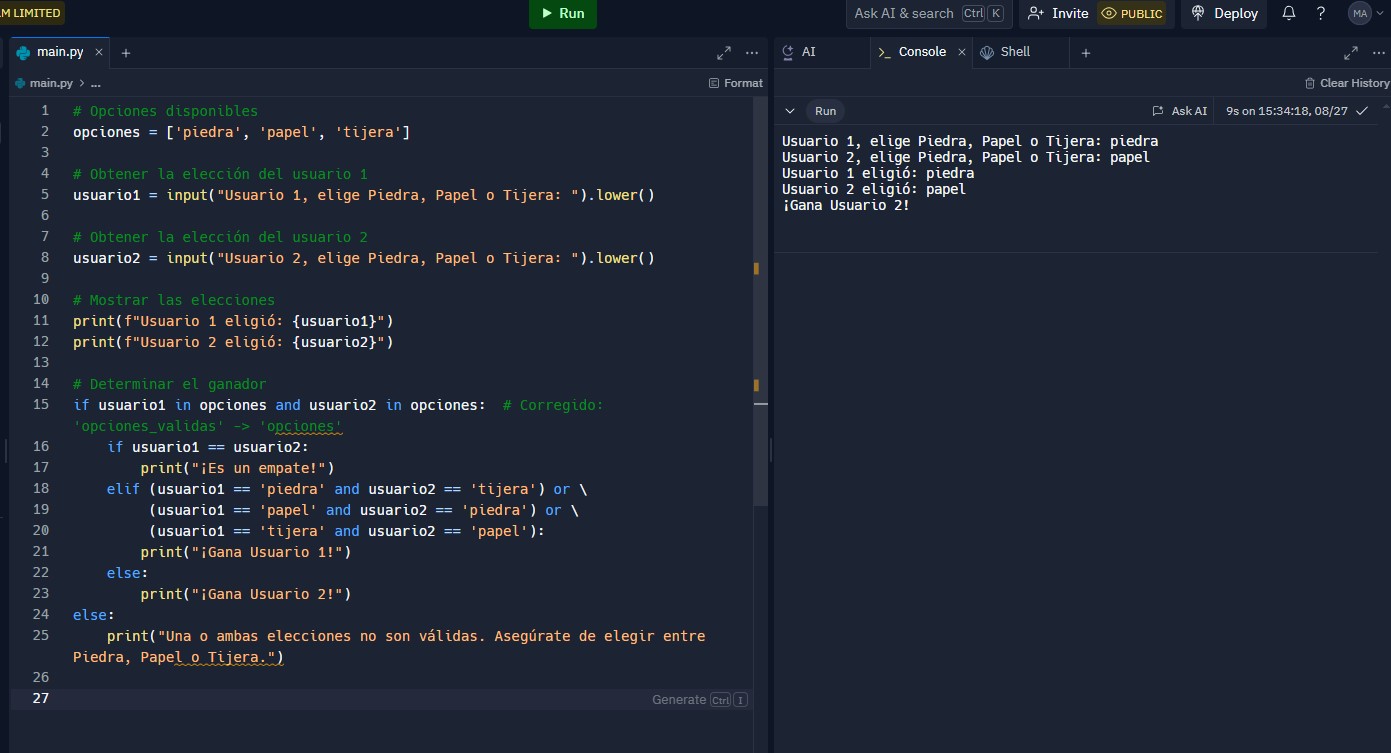 M LIMITED
Run
Ask AI & search Ctrl K
Invite
PUBLIC
Deploy
?
MA
main.py
main.py > ...
Format
1 # Opciones disponibles
2 opciones = ['piedra', 'papel', 'tijera']
3
4 # Obtener la elección del usuario 1
5 usuario1 = input("Usuario 1, elige Piedra, Papel o Tijera: ").lower()
6
7 # Obtener la elección del usuario 2
8 usuario2 = input("Usuario 2, elige Piedra, Papel o Tijera: ").lower()
9
10 # Mostrar las elecciones
11 print(f"Usuario 1 eligió: {usuario1}")
12 print(f"Usuario 2 eligió: {usuario2}")
13
14 # Determinar el ganador
15 if usuario1 in opciones and usuario2 in opciones:  # Corregido:
'opciones_validas' -> 'opciones'
16     if usuario1 == usuario2:
17         print("¡Es un empate!")
18     elif (usuario1 == 'piedra' and usuario2 == 'tijera') or \
19          (usuario1 == 'papel' and usuario2 == 'piedra') or \
20          (usuario1 == 'tijera' and usuario2 == 'papel'):
21         print("¡Gana Usuario 1!")
22     else:
23         print("¡Gana Usuario 2!")
24 else:
25     print("Una o ambas elecciones no son válidas. Asegúrate de elegir entre
Piedra, Papel o Tijera.")
26
27
Generate Ctrl I
AI
Console
Shell
Clear History
Run
Ask AI
9s on 15:34:18, 08/27
Usuario 1, elige Piedra, Papel o Tijera: piedra
Usuario 2, elige Piedra, Papel o Tijera: papel
Usuario 1 eligió: piedra
Usuario 2 eligió: papel
¡Gana Usuario 2!